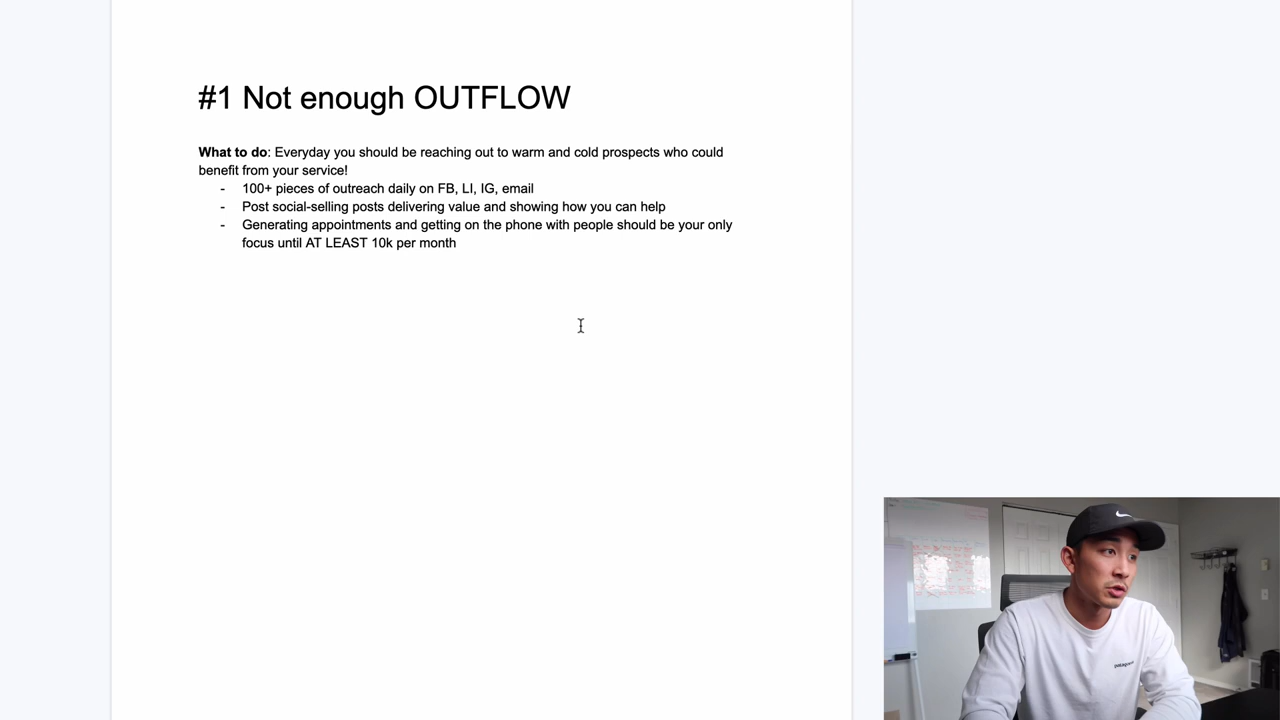 #1 Not enough OUTFLOW
What to do: Everyday you should be reaching out to warm and cold prospects who could
benefit from your service!
- 100+ pieces of outreach daily on FB, LI, IG, email
- Post social-selling posts delivering value and showing how you can help
- Generating appointments and getting on the phone with people should be your only
focus until AT LEAST 10k per month
patagonia